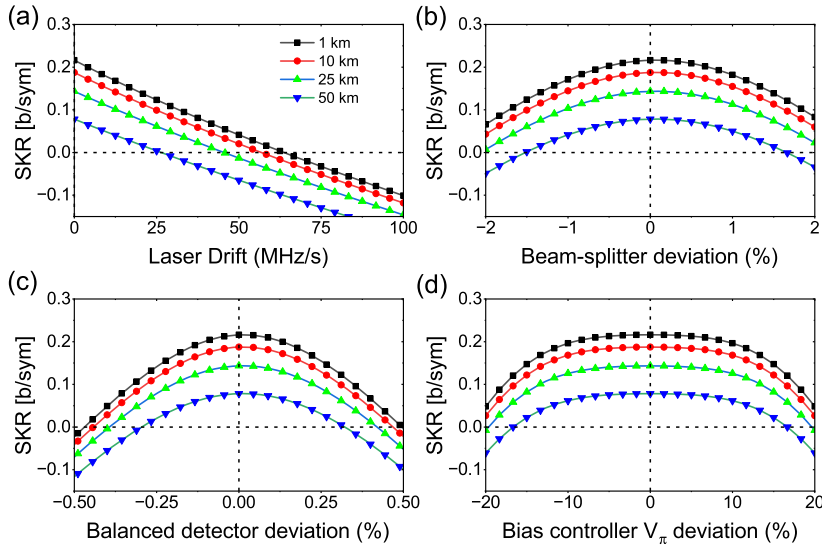 (a)
SKR [b/sym]
0.3
0.2
0.1
0.0
−0.1
0
25
50
75
100
Laser Drift (MHz/s)
1 km
10 km
25 km
50 km
(b)
SKR [b/sym]
0.3
0.2
0.1
0.0
−0.1
−2
−1
0
1
2
Beam-splitter deviation (%)
(c)
SKR [b/sym]
0.3
0.2
0.1
0.0
−0.1
−0.50
−0.25
0.00
0.25
0.50
Balanced detector deviation (%)
(d)
SKR [b/sym]
0.3
0.2
0.1
0.0
−0.1
−20
−10
0
10
20
Bias controller Vπ deviation (%)